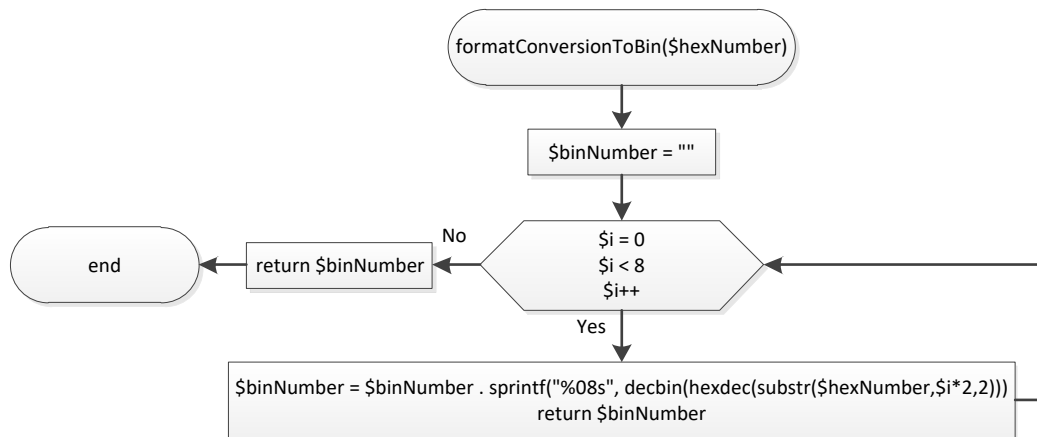 formatConversionToBin($hexNumber)
$binNumber = ""
$i = 0
$i < 8
$i++
No
return $binNumber
end
Yes
$binNumber = $binNumber . sprintf("%08s", decbin(hexdec(substr($hexNumber,$i*2,2)))
return $binNumber